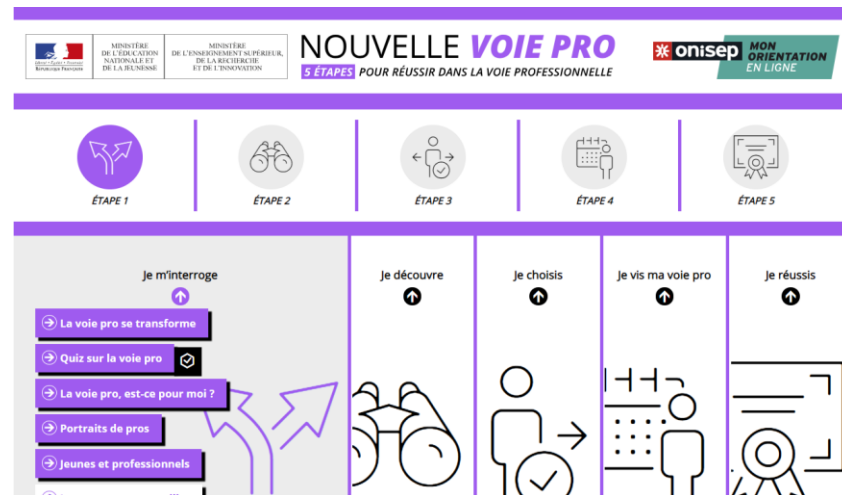 MINISTÈRE
DE L'ÉDUCATION
NATIONALE ET
DE LA JEUNESSE
MINISTÈRE
DE L'ENSEIGNEMENT SUPÉRIEUR,
DE LA RECHERCHE
ET DE L'INNOVATION
RÉPUBLIQUE FRANÇAISE
NOUVELLE VOIE PRO
5 ÉTAPES POUR RÉUSSIR DANS LA VOIE PROFESSIONNELLE
onisep
MON
ORIENTATION
EN LIGNE
ÉTAPE 1
ÉTAPE 2
ÉTAPE 3
ÉTAPE 4
ÉTAPE 5
Je m'interroge
Je découvre
Je choisis
Je vis ma voie pro
Je réussis
La voie pro se transforme
Quiz sur la voie pro
La voie pro, est-ce pour moi ?
Portraits de pros
Jeunes et professionnels